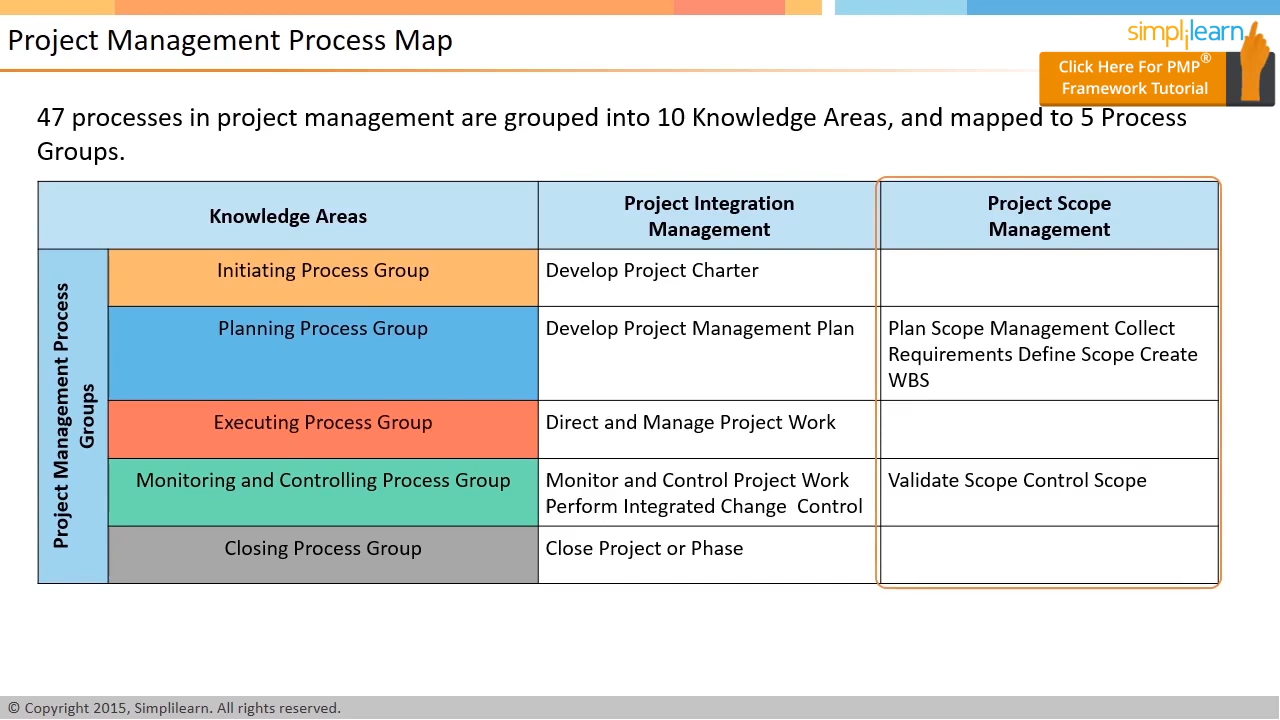 Project Management Process Map
simplilearn
Click Here For PMP®
Framework Tutorial
47 processes in project management are grouped into 10 Knowledge Areas, and mapped to 5 Process
Groups.
Knowledge Areas
Project Integration
Management
Project Scope
Management
Project Management Process
Groups
Initiating Process Group
Develop Project Charter
Planning Process Group
Develop Project Management Plan
Plan Scope Management Collect
Requirements Define Scope Create
WBS
Executing Process Group
Direct and Manage Project Work
Monitoring and Controlling Process Group
Monitor and Control Project Work
Perform Integrated Change  Control
Validate Scope Control Scope
Closing Process Group
Close Project or Phase
© Copyright 2015, Simplilearn. All rights reserved.